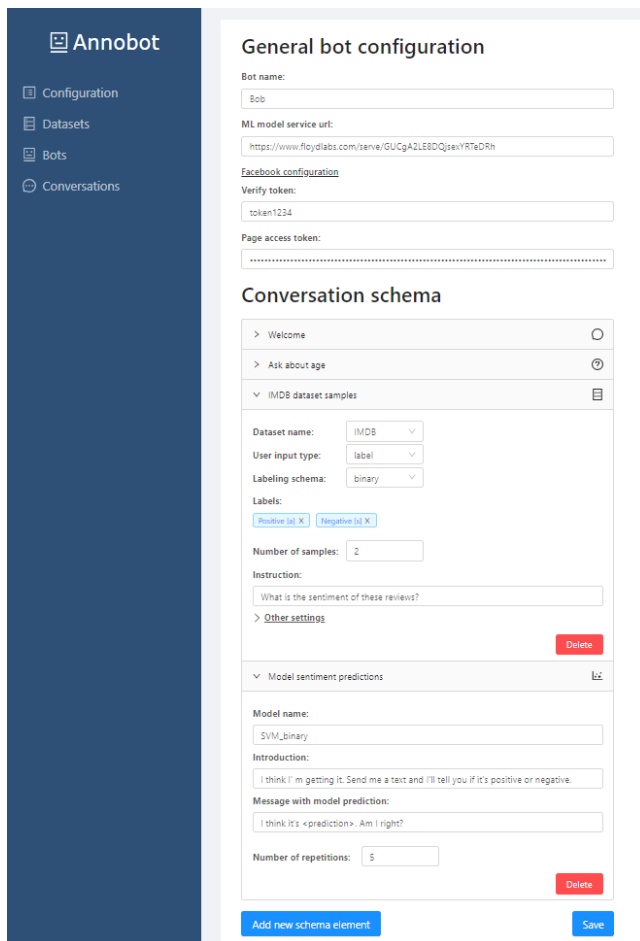 Annobot
Configuration
Datasets
Bots
Conversations
General bot configuration
Bot name:
Bob
ML model service url:
https://www.floydlabs.com/serve/GUCgA2LE8DQjsexYRTeDRh
Facebook configuration
Verify token:
token1234
Page access token:
Conversation schema
Welcome
Ask about age
IMDB dataset samples
Dataset name: IMDB
User input type: label
Labeling schema: binary
Labels:
Positive [a] X Negative [s] X
Number of samples: 2
Instruction:
What is the sentiment of these reviews?
Other settings
Delete
Model sentiment predictions
Model name:
SVM_binary
Introduction:
I think I' m getting it. Send me a text and I'll tell you if it's positive or negative.
Message with model prediction:
I think it's <prediction>. Am I right?
Number of repetitions: 5
Delete
Add new schema element Save